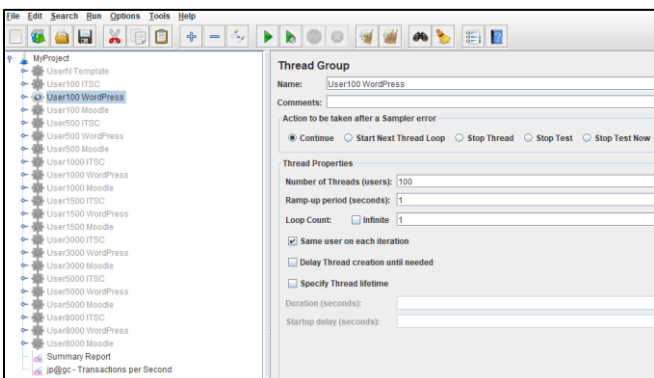 File Edit Search Run Options Tools Help
MyProject
UserN Template
User100 ITSC
User100 WordPress
User100 Moodle
User500 ITSC
User500 WordPress
User500 Moodle
User1000 ITSC
User1000 WordPress
User1000 Moodle
User1500 ITSC
User1500 WordPress
User1500 Moodle
User3000 ITSC
User3000 WordPress
User3000 Moodle
User5000 ITSC
User5000 WordPress
User5000 Moodle
User8000 ITSC
User8000 WordPress
User8000 Moodle
Summary Report
jp@gc - Transactions per Second
Thread Group
Name: User100 WordPress
Comments:
Action to be taken after a Sampler error
Continue Start Next Thread Loop Stop Thread Stop Test Stop Test Now
Thread Properties
Number of Threads (users): 100
Ramp-up period (seconds): 1
Loop Count: Infinite 1
Same user on each iteration
Delay Thread creation until needed
Specify Thread lifetime
Duration (seconds):
Startup delay (seconds):